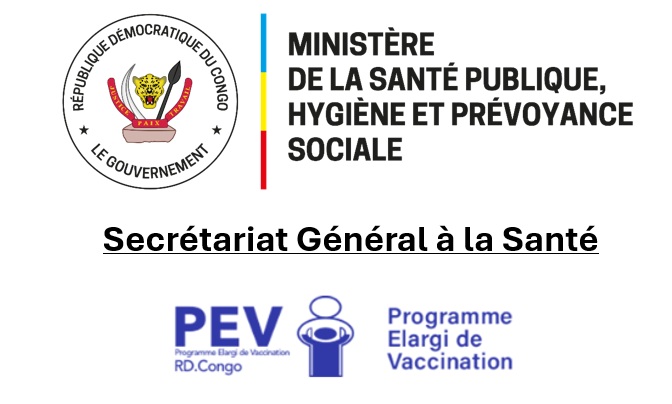 RÉPUBLIQUE DÉMOCRATIQUE DU CONGO
JUSTICE PAIX TRAVAIL
★ LE GOUVERNEMENT ★
MINISTÈRE
DE LA SANTÉ PUBLIQUE,
HYGIÈNE ET PRÉVOYANCE
SOCIALE
Secrétariat Général à la Santé
PEV
Programme Elargi de Vaccination
RD.Congo
Programme
Elargi de
Vaccination